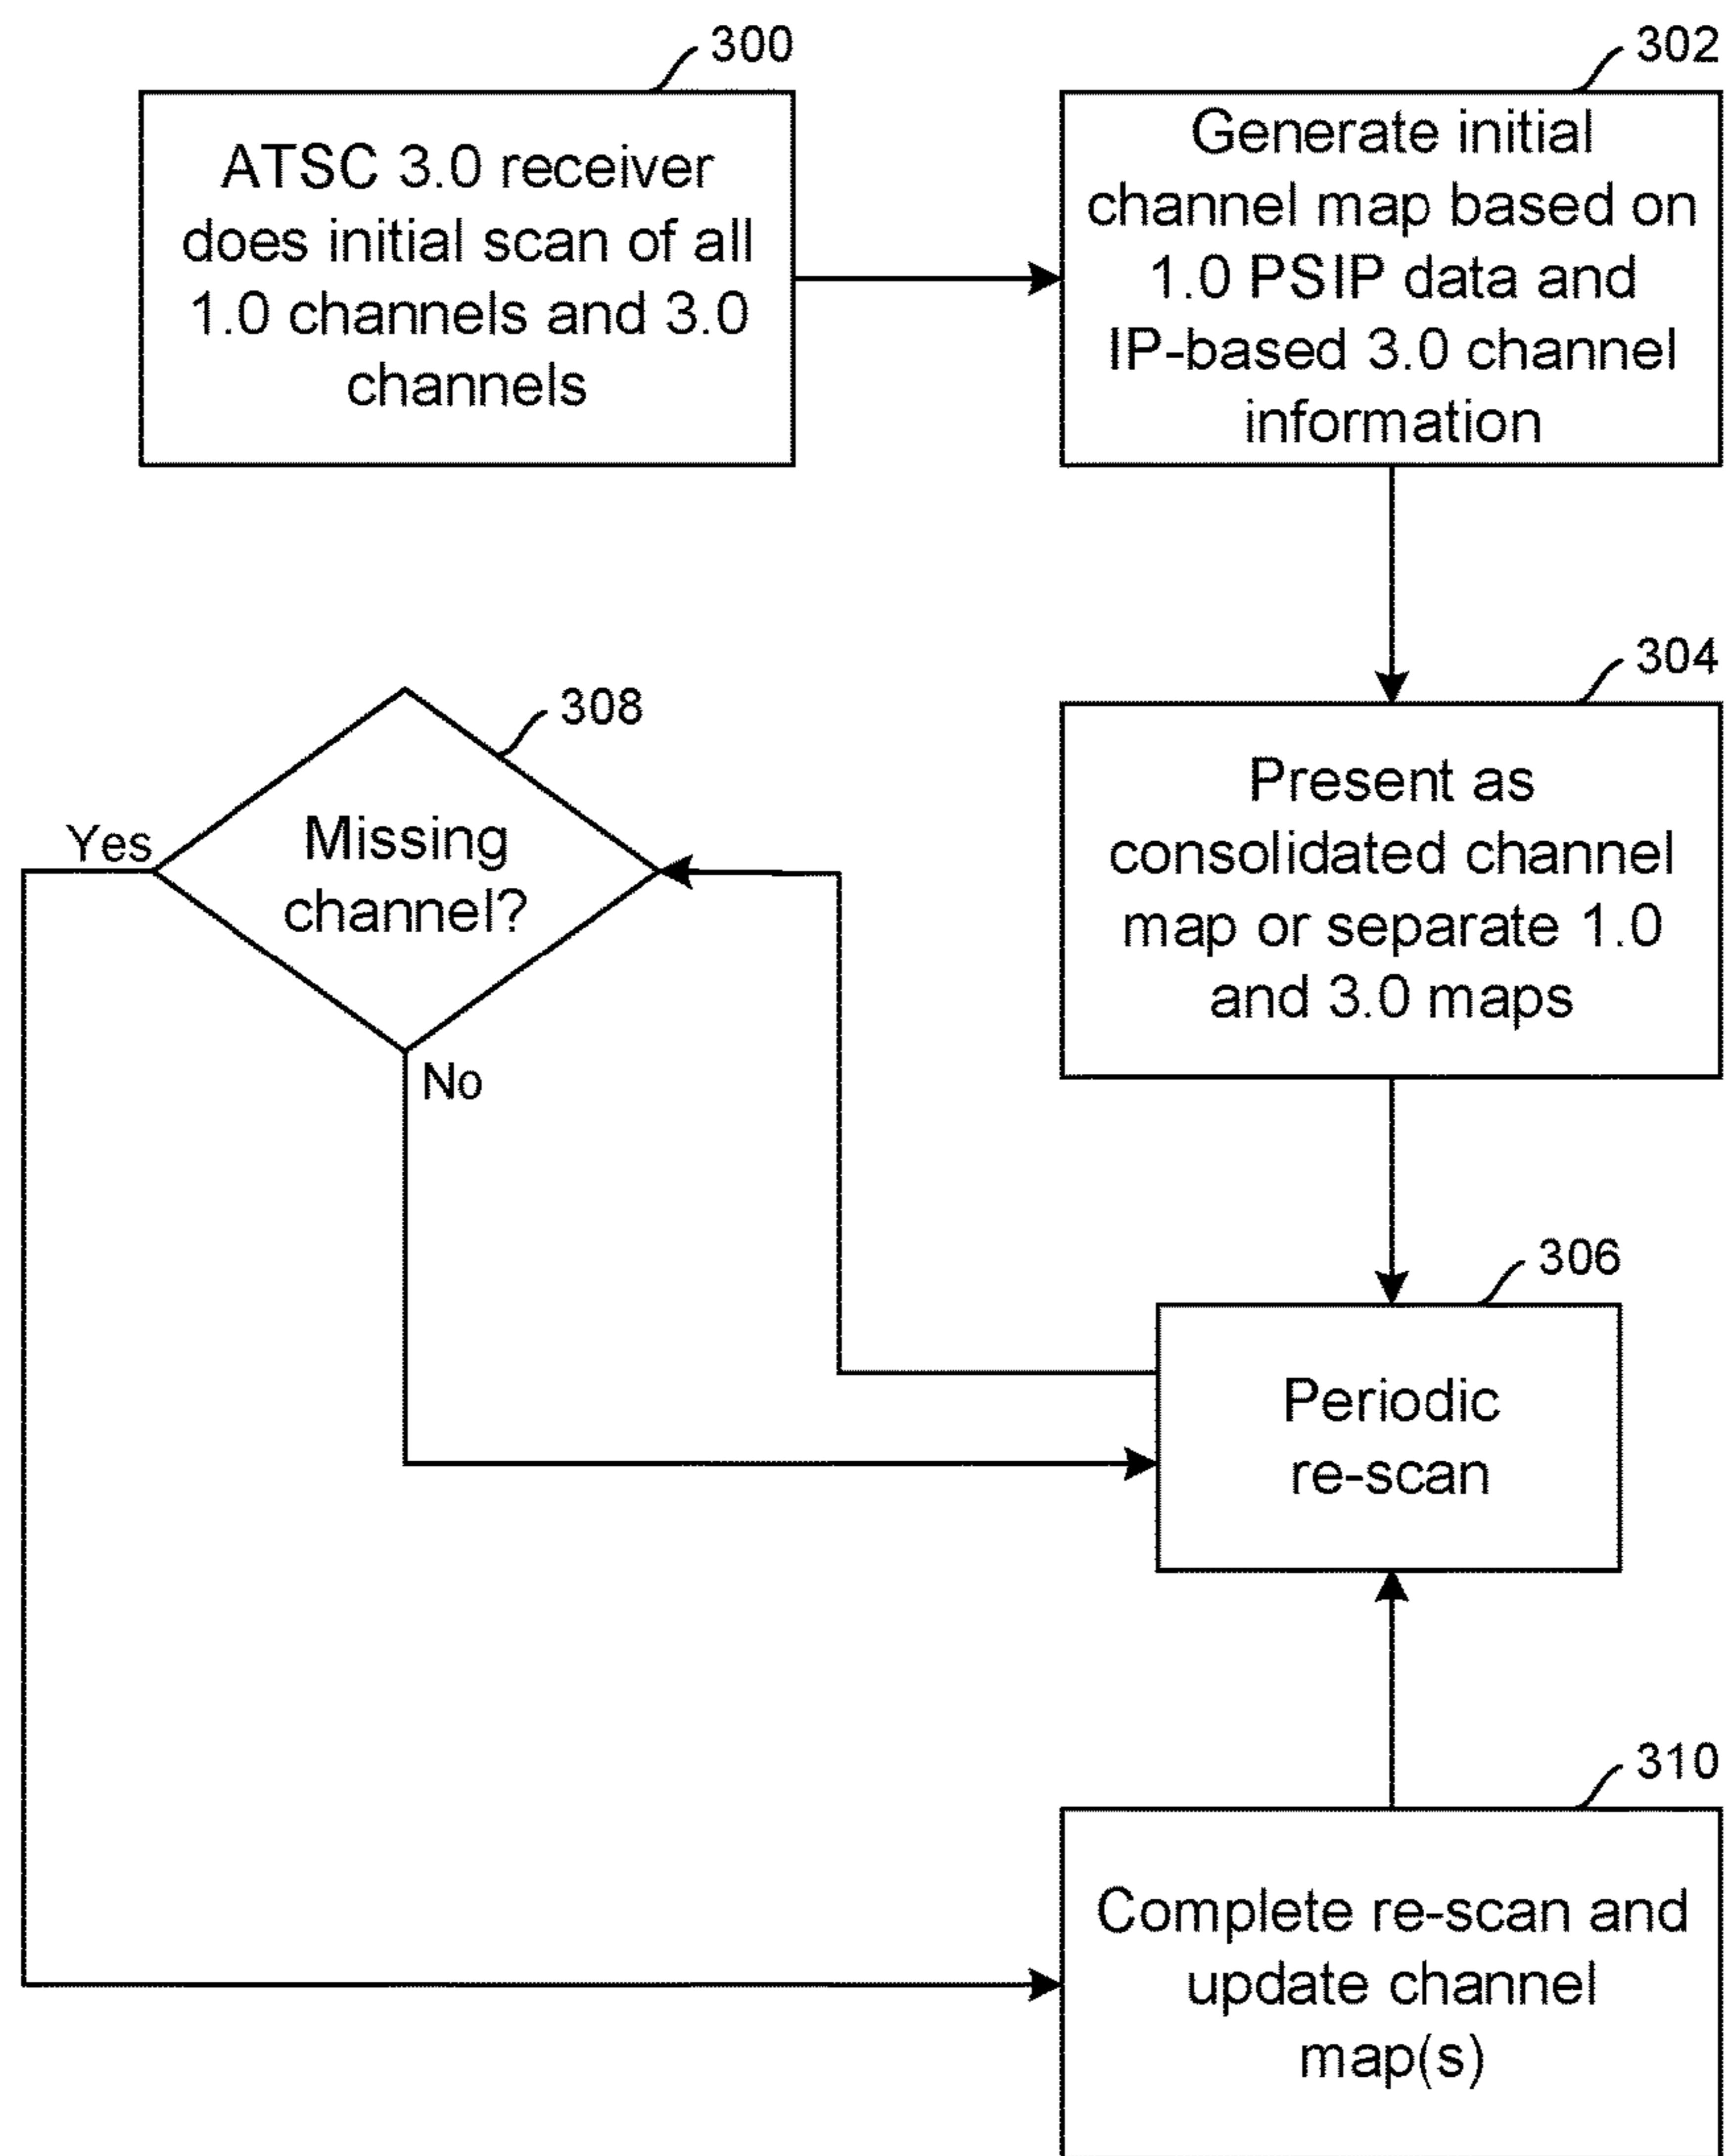 300
ATSC 3.0 receiver
does initial scan of all
1.0 channels and 3.0
channels
302
Generate initial
channel map based on
1.0 PSIP data and
IP-based 3.0 channel
information
304
Present as
consolidated channel
map or separate 1.0
and 3.0 maps
308
Missing
channel?
Yes
No
306
Periodic
re-scan
310
Complete re-scan and
update channel
map(s)